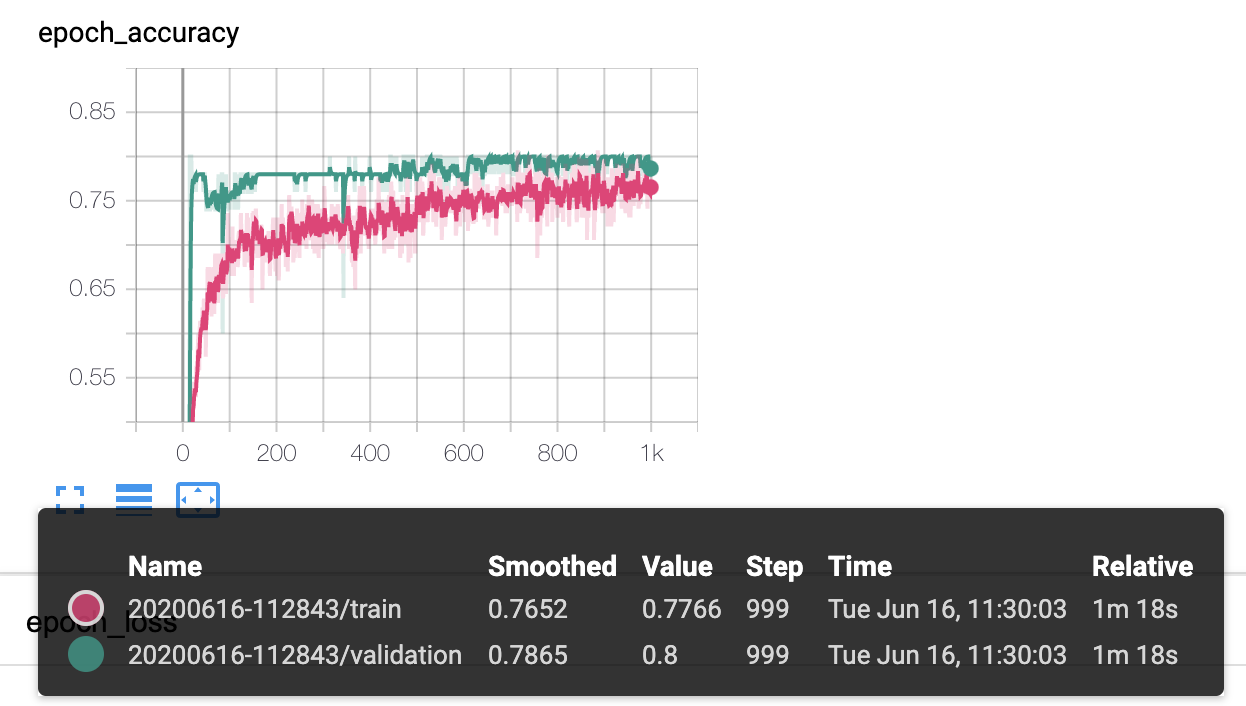 epoch_accuracy
0.85
0.75
0.65
0.55
0 200 400 600 800 1k
Name Smoothed Value Step Time Relative
20200616-112843/train 0.7652 0.7766 999 Tue Jun 16, 11:30:03 1m 18s
epoch_loss
20200616-112843/validation 0.7865 0.8 999 Tue Jun 16, 11:30:03 1m 18s